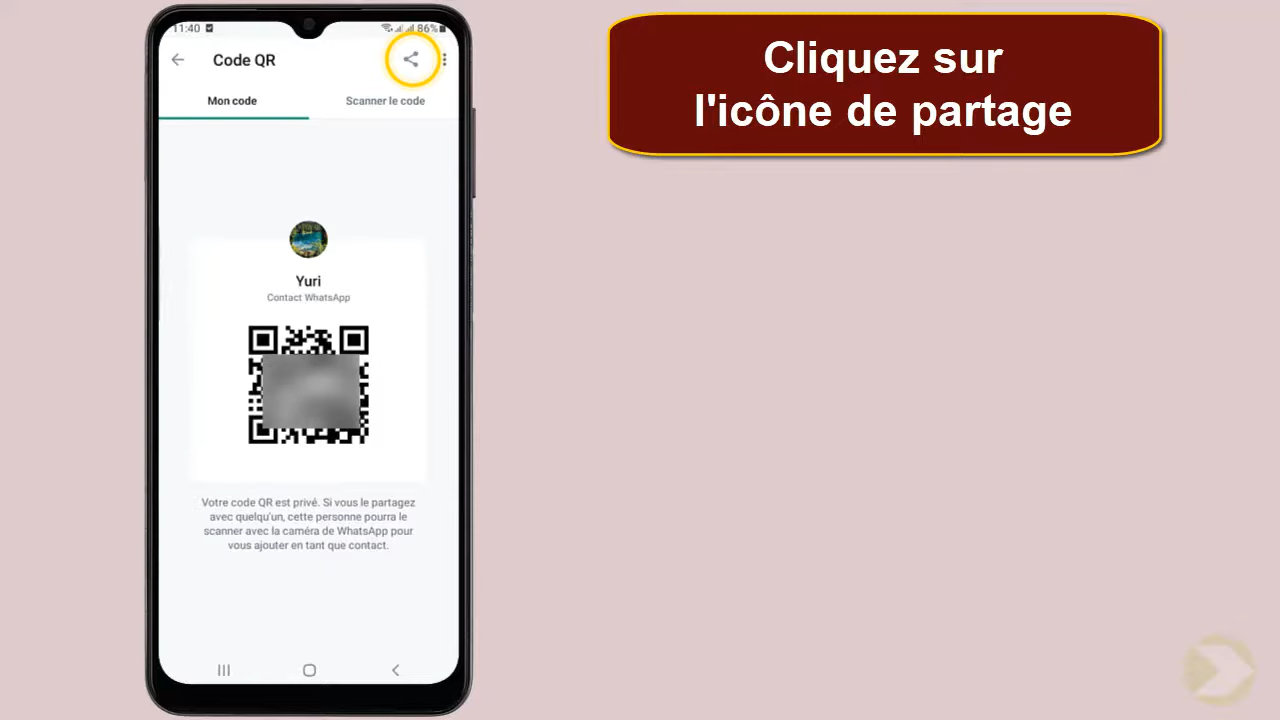 11:40
86%
Code QR
Mon code
Scanner le code
Yuri
Contact WhatsApp
Votre code QR est privé. Si vous le partagez
avec quelqu'un, cette personne pourra le
scanner avec la caméra de WhatsApp pour
vous ajouter en tant que contact.
Cliquez sur
l'icône de partage